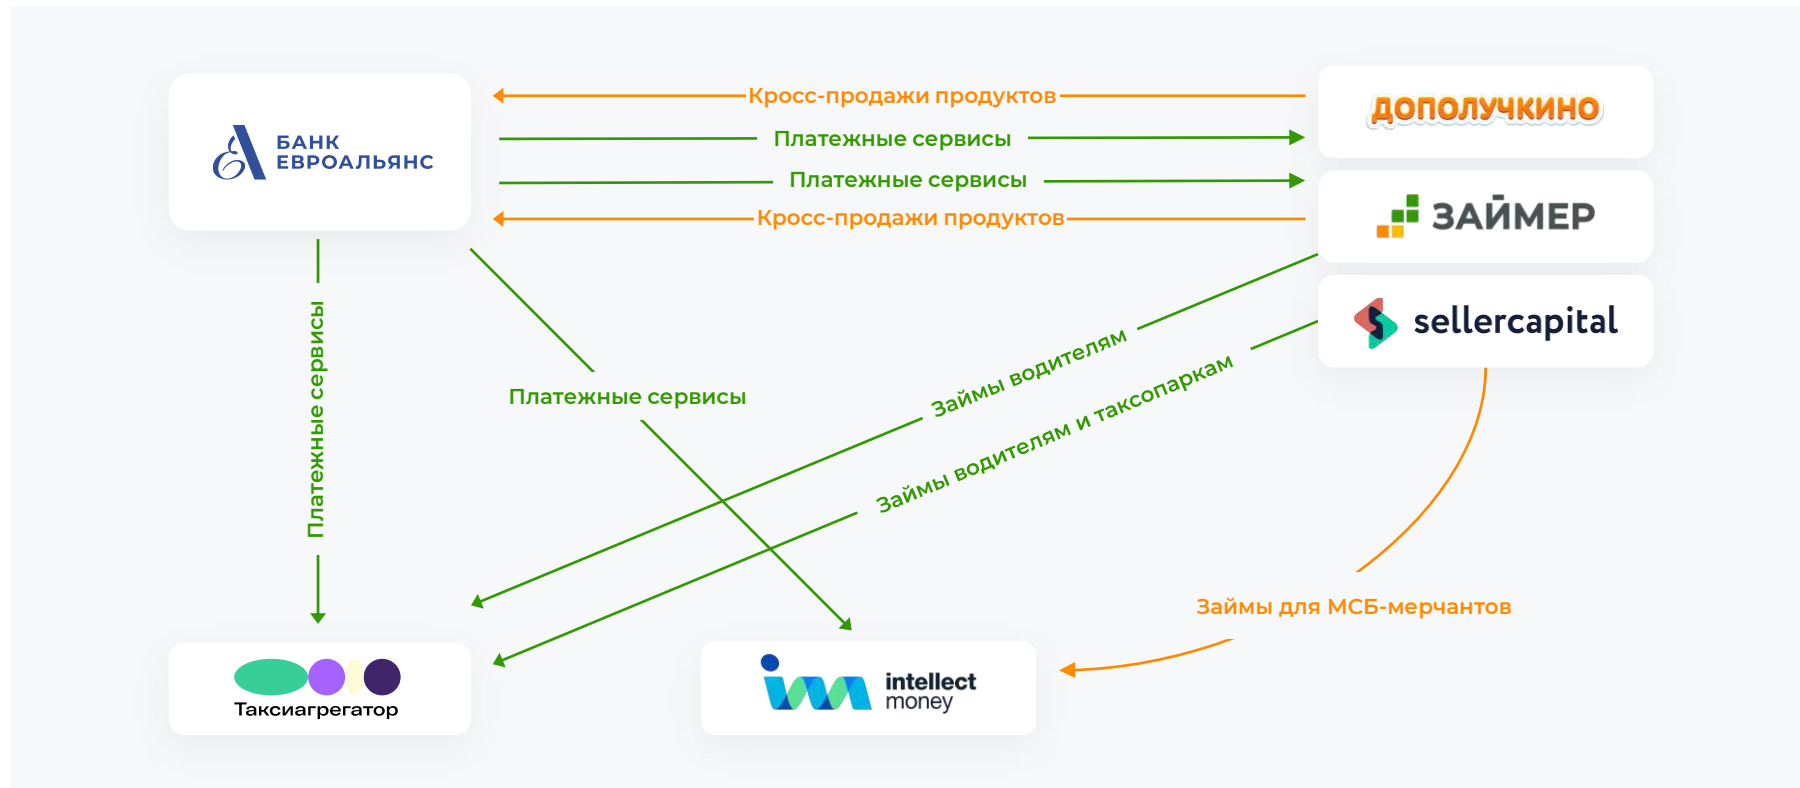 БАНК
ЕВРОАЛЬЯНС
Кросс-продажи продуктов
Платежные сервисы
Платежные сервисы
Кросс-продажи продуктов
ДОПОЛУЧКИНО
ЗАЙМЕР
sellercapital
Платежные сервисы
Платежные сервисы
Займы водителям
Займы водителям и таксопаркам
Займы для МСБ-мерчантов
Таксиагрегатор
im
intellect
money